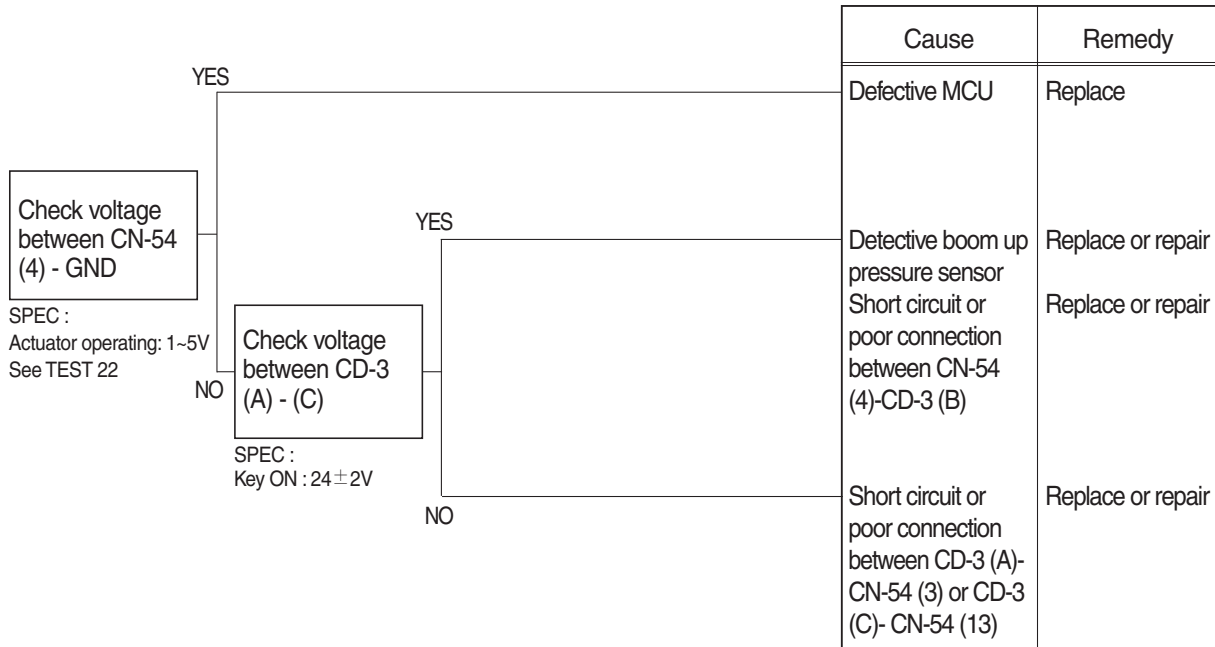 Cause Remedy
YES
Defective MCU Replace
Check voltage
between CN-54
(4) - GND
SPEC :
Actuator operating: 1~5V
See TEST 22
NO
YES
Check voltage
between CD-3
(A) - (C)
SPEC :
Key ON : 24±2V
NO
Detective boom up Replace or repair
pressure sensor
Short circuit or Replace or repair
poor connection
between CN-54
(4)-CD-3 (B)
Short circuit or Replace or repair
poor connection
between CD-3 (A)-
CN-54 (3) or CD-3
(C)- CN-54 (13)